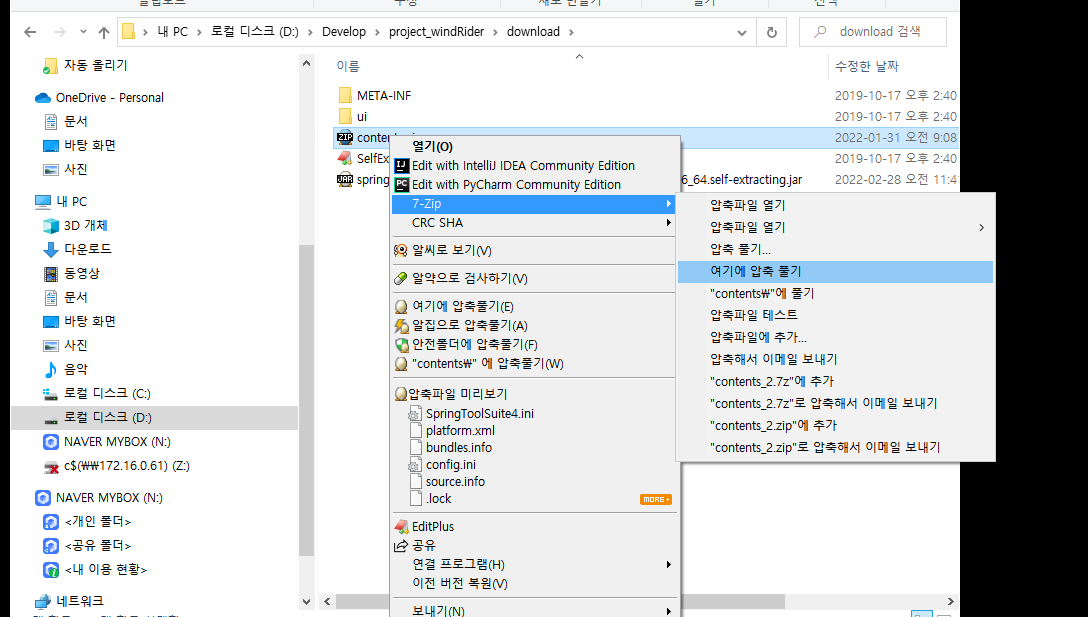 내 PC > 로컬 디스크 (D:) > Develop > project_windRider > download >
download 검색
자동 올리기
OneDrive - Personal
문서
바탕 화면
사진
내 PC
3D 개체
다운로드
동영상
문서
바탕 화면
사진
음악
로컬 디스크 (C:)
로컬 디스크 (D:)
NAVER MYBOX (N:)
c$(₩₩172.16.0.61) (Z:)
NAVER MYBOX (N:)
<개인 폴더>
<공유 폴더>
<내 이용 현황>
네트워크
이름 수정한 날짜
META-INF 2019-10-17 오후 2:40
ui 2019-10-17 오후 2:40
2022-01-31 오전 9:08
SelfEx 2019-10-17 오후 2:40
spring 6_64.self-extracting.jar 2022-02-28 오전 11:4
열기(O)
Edit with IntelliJ IDEA Community Edition
Edit with PyCharm Community Edition
7-Zip
CRC SHA
알씨로 보기(V)
알약으로 검사하기(V)
여기에 압축풀기(E)
알집으로 압축풀기(A)
안전폴더에 압축풀기(F)
"contents₩" 에 압축풀기(W)
압축파일 미리보기
SpringToolSuite4.ini
platform.xml
bundles.info
config.ini
source.info
.lock
MORE
EditPlus
공유
연결 프로그램(H)
이전 버전 복원(V)
보내기(N)
압축파일 열기
압축파일 열기
압축 풀기...
여기에 압축 풀기
"contents₩"에 풀기
압축파일 테스트
압축파일에 추가...
압축해서 이메일 보내기
"contents_2.7z"에 추가
"contents_2.7z"로 압축해서 이메일 보내기
"contents_2.zip"에 추가
"contents_2.zip"로 압축해서 이메일 보내기